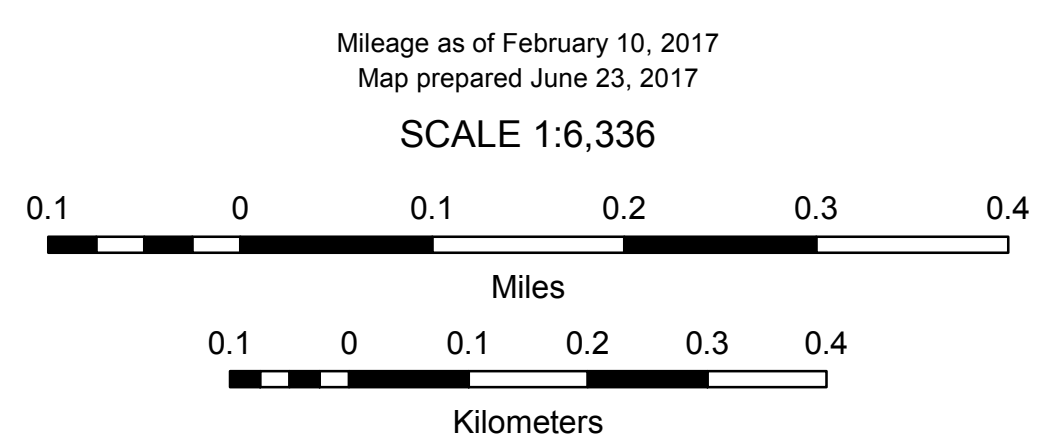 Mileage as of February 10, 2017
Map prepared June 23, 2017
SCALE 1:6,336
0.1 0 0.1 0.2 0.3 0.4
Miles
0.1 0 0.1 0.2 0.3 0.4
Kilometers